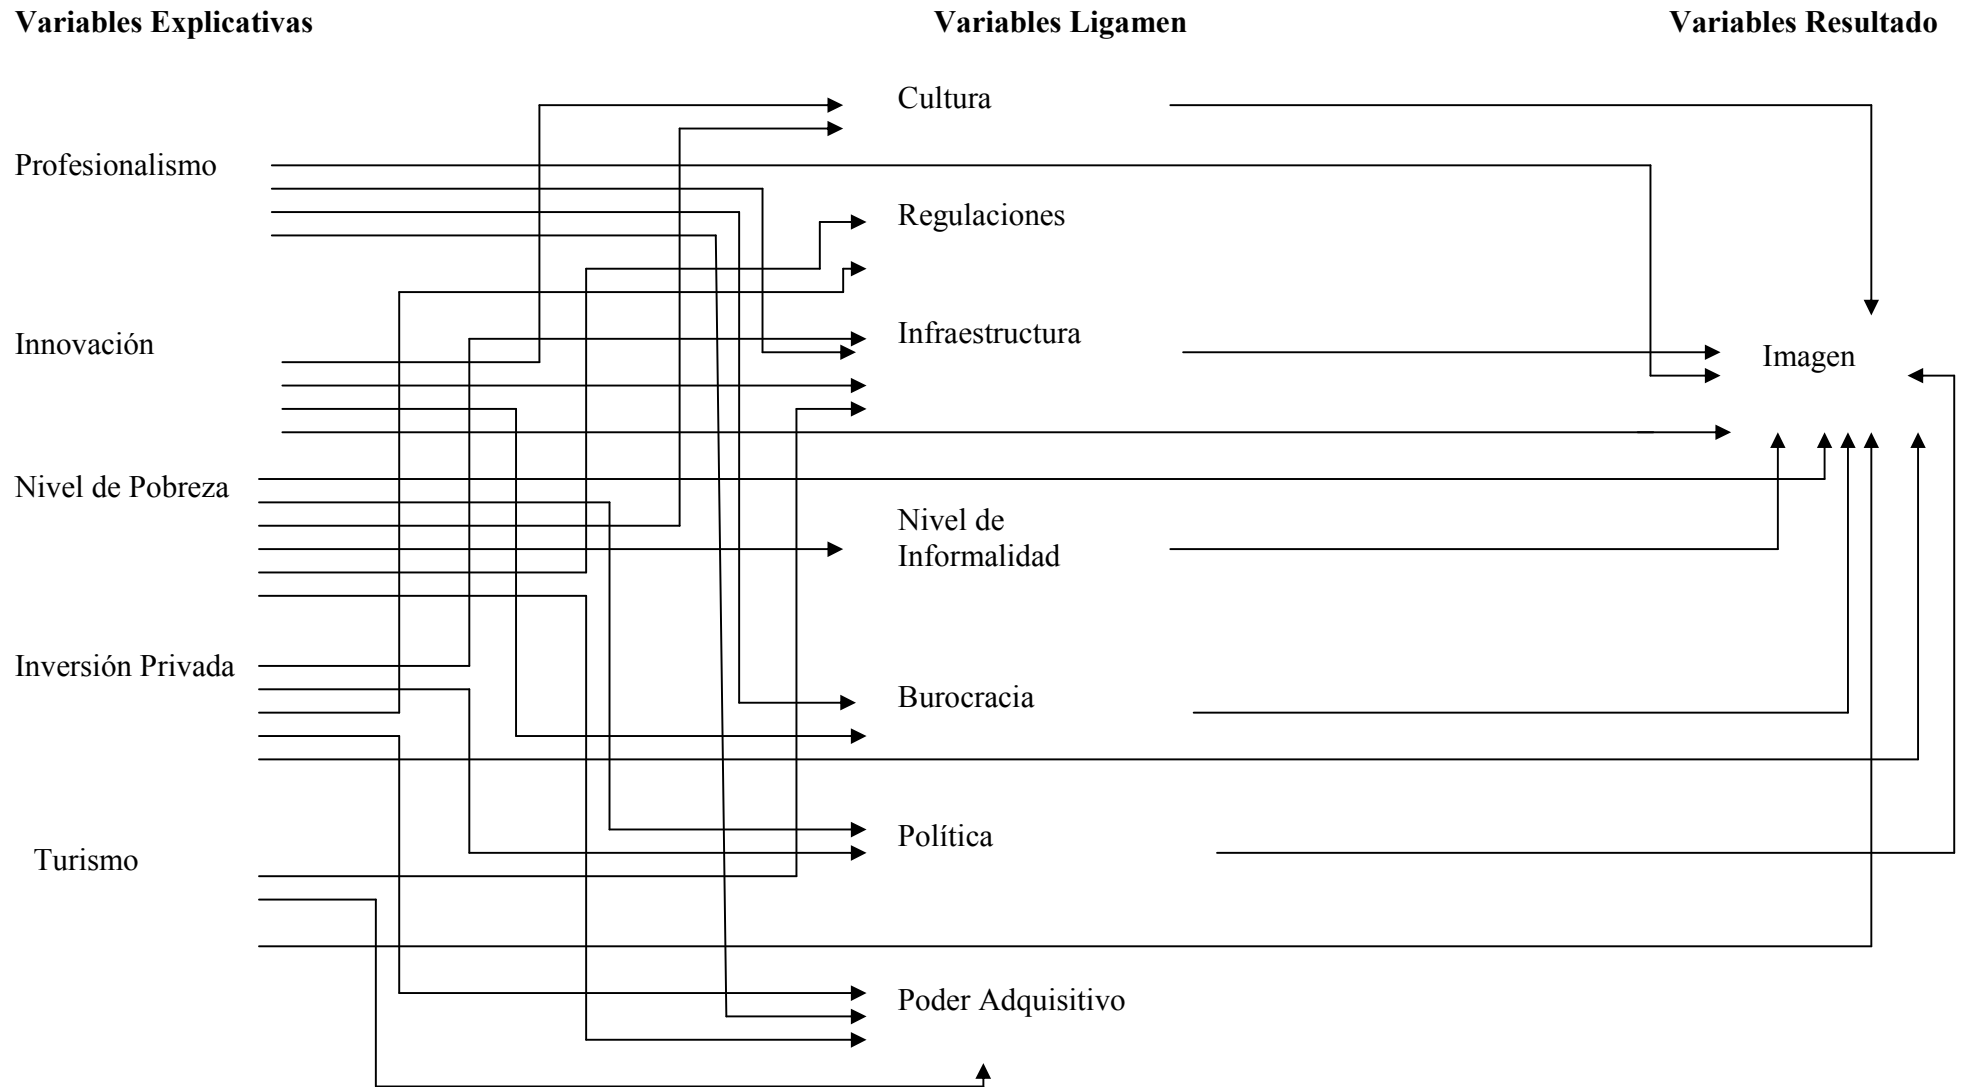 Variables Explicativas
Variables Ligamen
Variables Resultado
Cultura
Profesionalismo
Regulaciones
Innovación
Infraestructura
Imagen
Nivel de Pobreza
Nivel de
Informalidad
Inversión Privada
Burocracia
Política
Turismo
Poder Adquisitivo